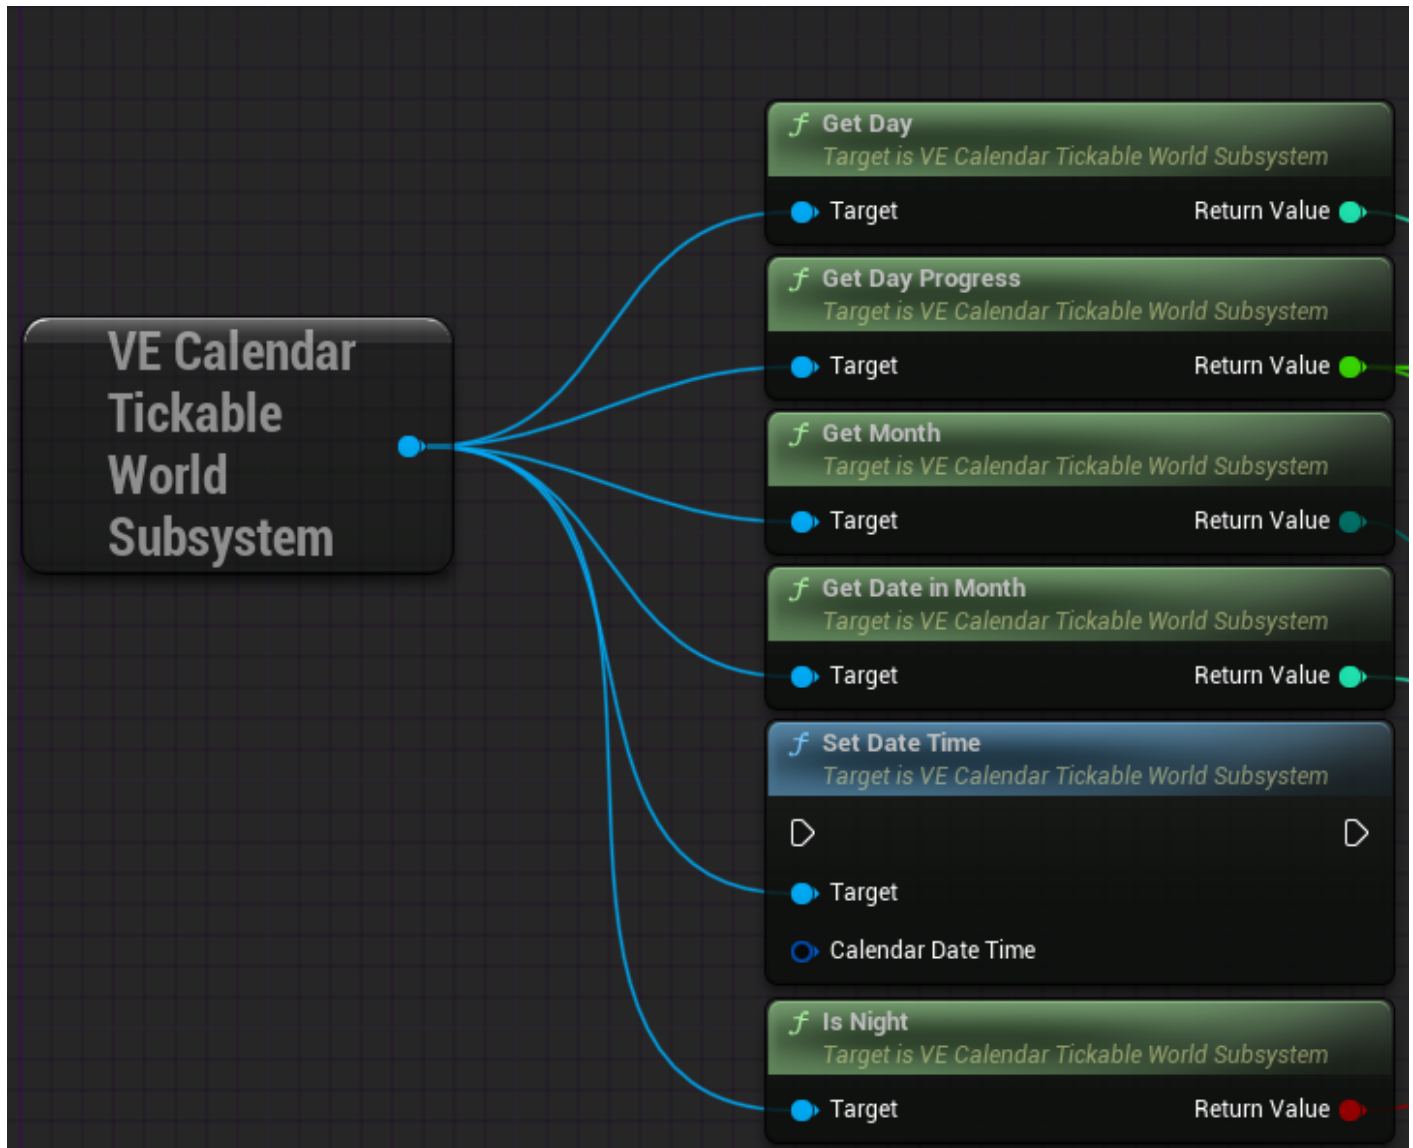 VE Calendar
Tickable
World
Subsystem
Get Day
Target is VE Calendar Tickable World Subsystem
Target Return Value
Get Day Progress
Target is VE Calendar Tickable World Subsystem
Target Return Value
Get Month
Target is VE Calendar Tickable World Subsystem
Target Return Value
Get Date in Month
Target is VE Calendar Tickable World Subsystem
Target Return Value
Set Date Time
Target is VE Calendar Tickable World Subsystem
Target
Calendar Date Time
Is Night
Target is VE Calendar Tickable World Subsystem
Target Return Value